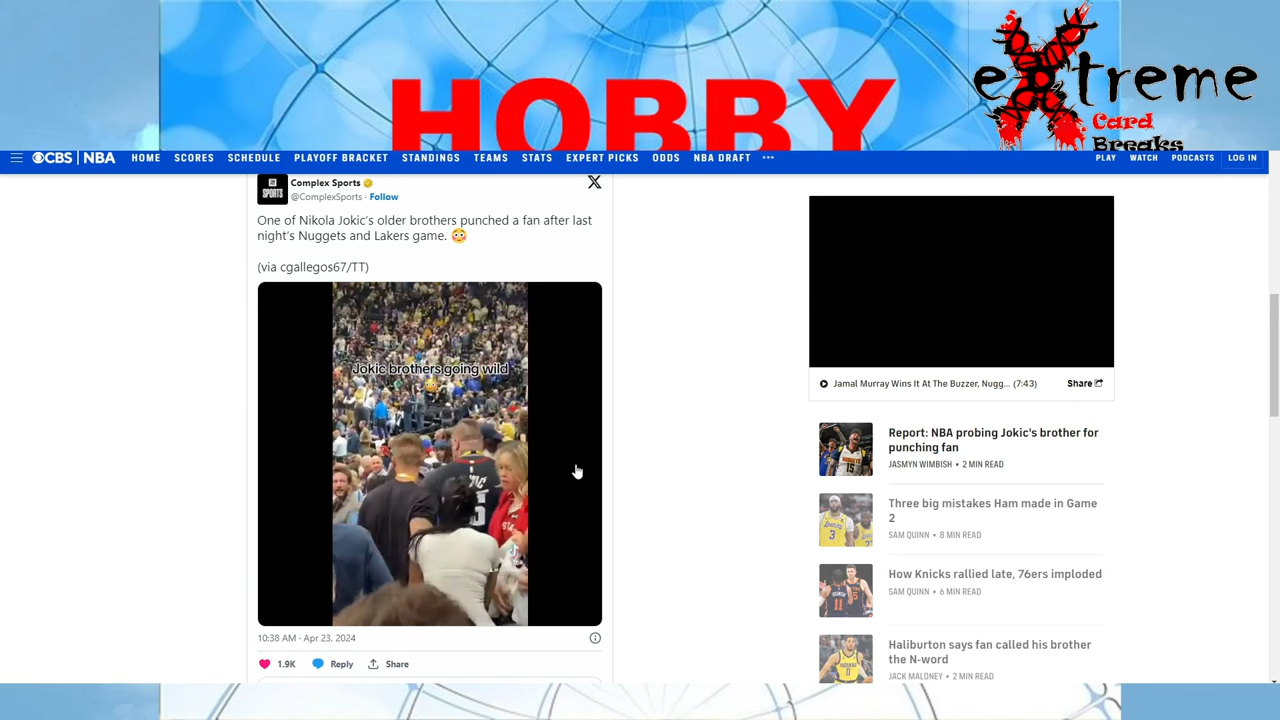 HOBBY
extreme
Card
Breaks
CBS | NBA HOME SCORES SCHEDULE PLAYOFF BRACKET STANDINGS TEAMS STATS EXPERT PICKS ODDS NBA DRAFT ••• PLAY WATCH PODCASTS LOG IN
SPORTS
Complex Sports
@ComplexSports · Follow
X
One of Nikola Jokic's older brothers punched a fan after last
night's Nuggets and Lakers game. 😳
(via cgallegos67/TT)
Jokic brothers going wild
10:38 AM · Apr 23, 2024
1.9K Reply Share
Jamal Murray Wins It At The Buzzer, Nugg... (7:43) Share
Report: NBA probing Jokic's brother for
punching fan
JASMYN WIMBISH • 2 MIN READ
Three big mistakes Ham made in Game
2
SAM QUINN • 8 MIN READ
How Knicks rallied late, 76ers imploded
SAM QUINN • 6 MIN READ
Haliburton says fan called his brother
the N-word
JACK MALONEY • 2 MIN READ